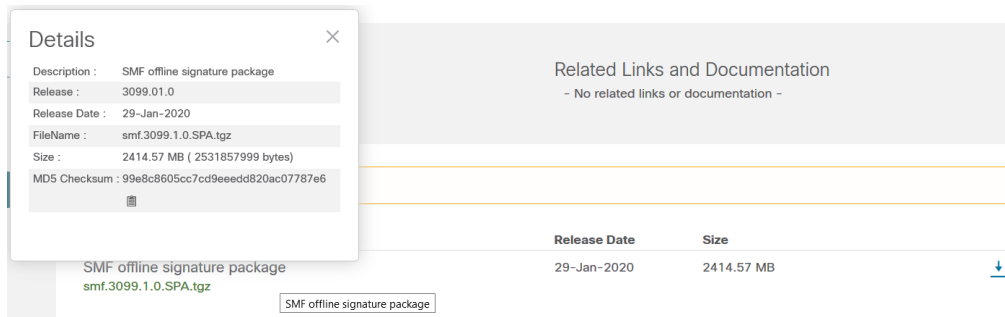 Details
Description : SMF offline signature package
Release : 3099.01.0
Release Date : 29-Jan-2020
FileName : smf.3099.1.0.SPA.tgz
Size : 2414.57 MB ( 2531857999 bytes)
MD5 Checksum : 99e8c8605cc7cd9eeedd820ac07787e6
Related Links and Documentation
- No related links or documentation -
Release Date Size
SMF offline signature package 29-Jan-2020 2414.57 MB
smf.3099.1.0.SPA.tgz
SMF offline signature package